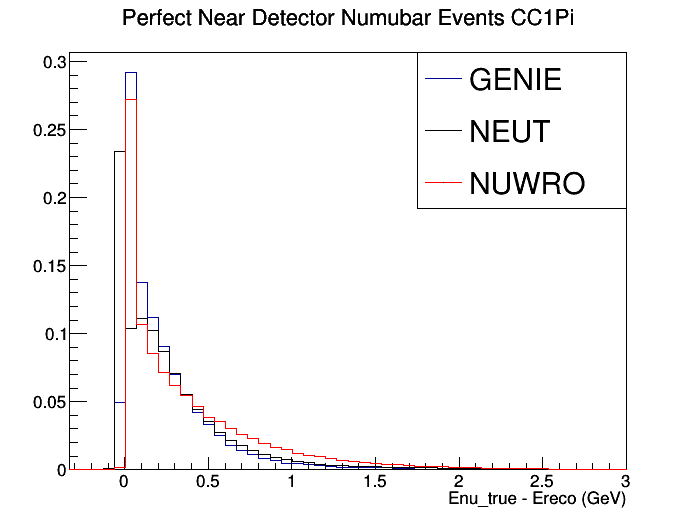 Perfect Near Detector Numubar Events CC1Pi
GENIE
NEUT
NUWRO
0.3
0.25
0.2
0.15
0.1
0.05
0
0 0.5 1 1.5 2 2.5 3
Enu_true - Ereco (GeV)